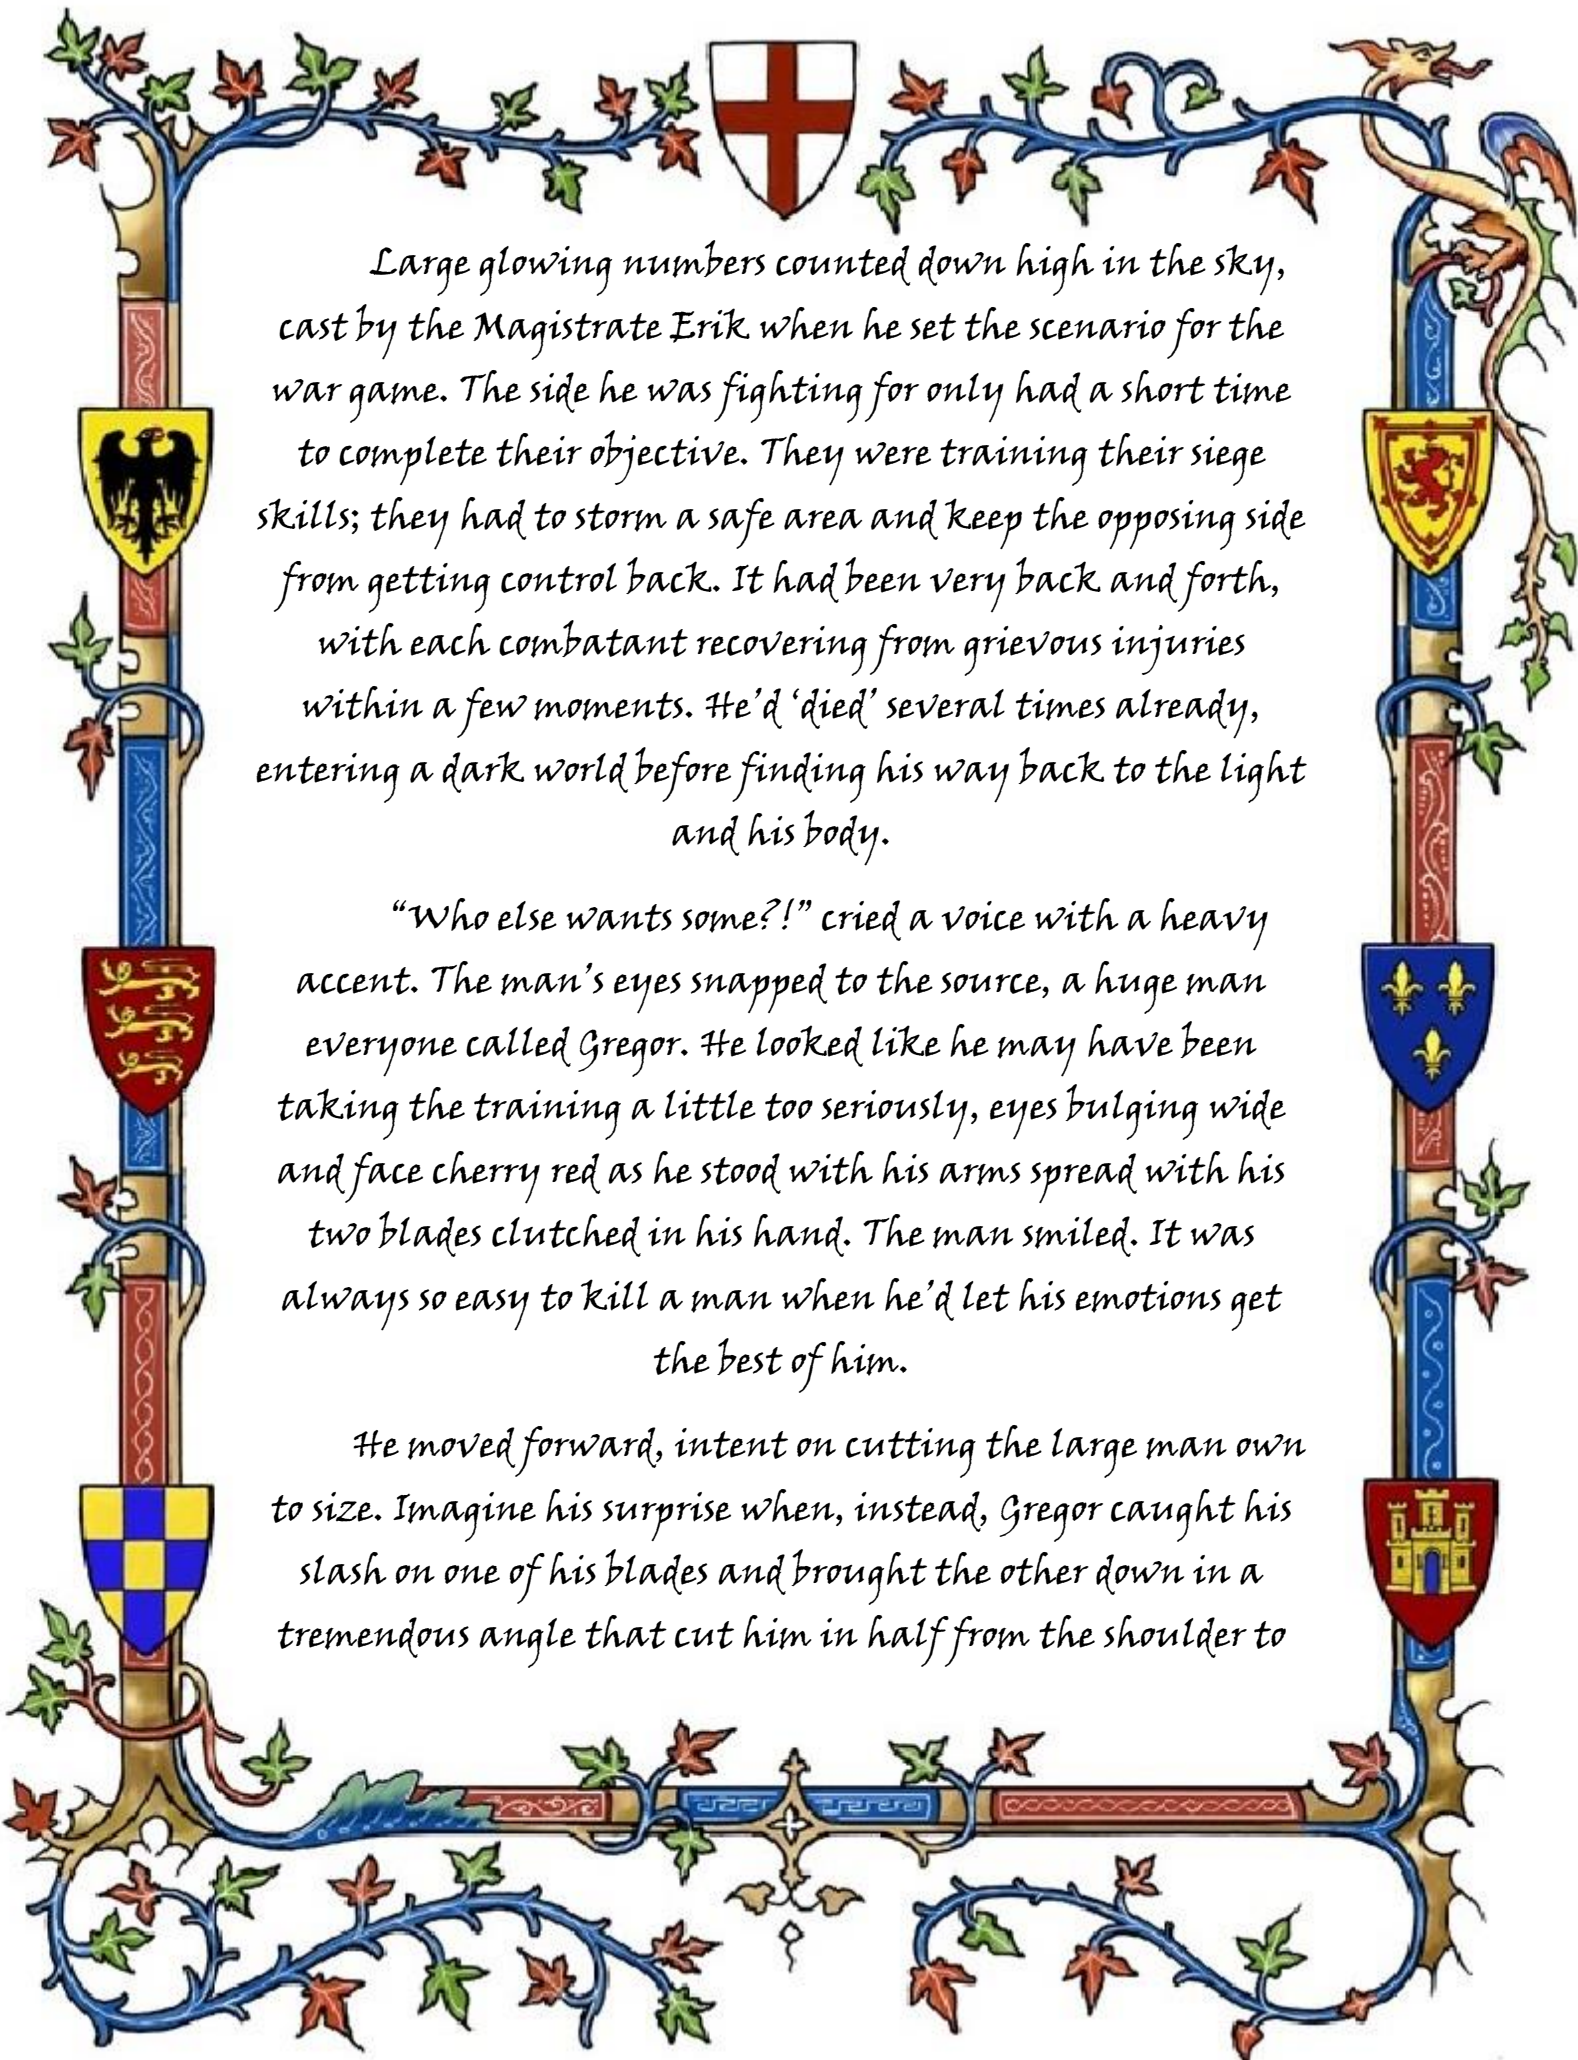 Large glowing numbers counted down high in the sky,
cast by the Magistrate Erik when he set the scenario for the
war game. The side he was fighting for only had a short time
to complete their objective. They were training their siege
skills; they had to storm a safe area and keep the opposing side
from getting control back. It had been very back and forth,
with each combatant recovering from grievous injuries
within a few moments. He’d ‘died’ several times already,
entering a dark world before finding his way back to the light
and his body.
“Who else wants some?!” cried a voice with a heavy
accent. The man’s eyes snapped to the source, a huge man
everyone called Gregor. He looked like he may have been
taking the training a little too seriously, eyes bulging wide
and face cherry red as he stood with his arms spread with his
two blades clutched in his hand. The man smiled. It was
always so easy to kill a man when he’d let his emotions get
the best of him.
He moved forward, intent on cutting the large man own
to size. Imagine his surprise when, instead, Gregor caught his
slash on one of his blades and brought the other down in a
tremendous angle that cut him in half from the shoulder to